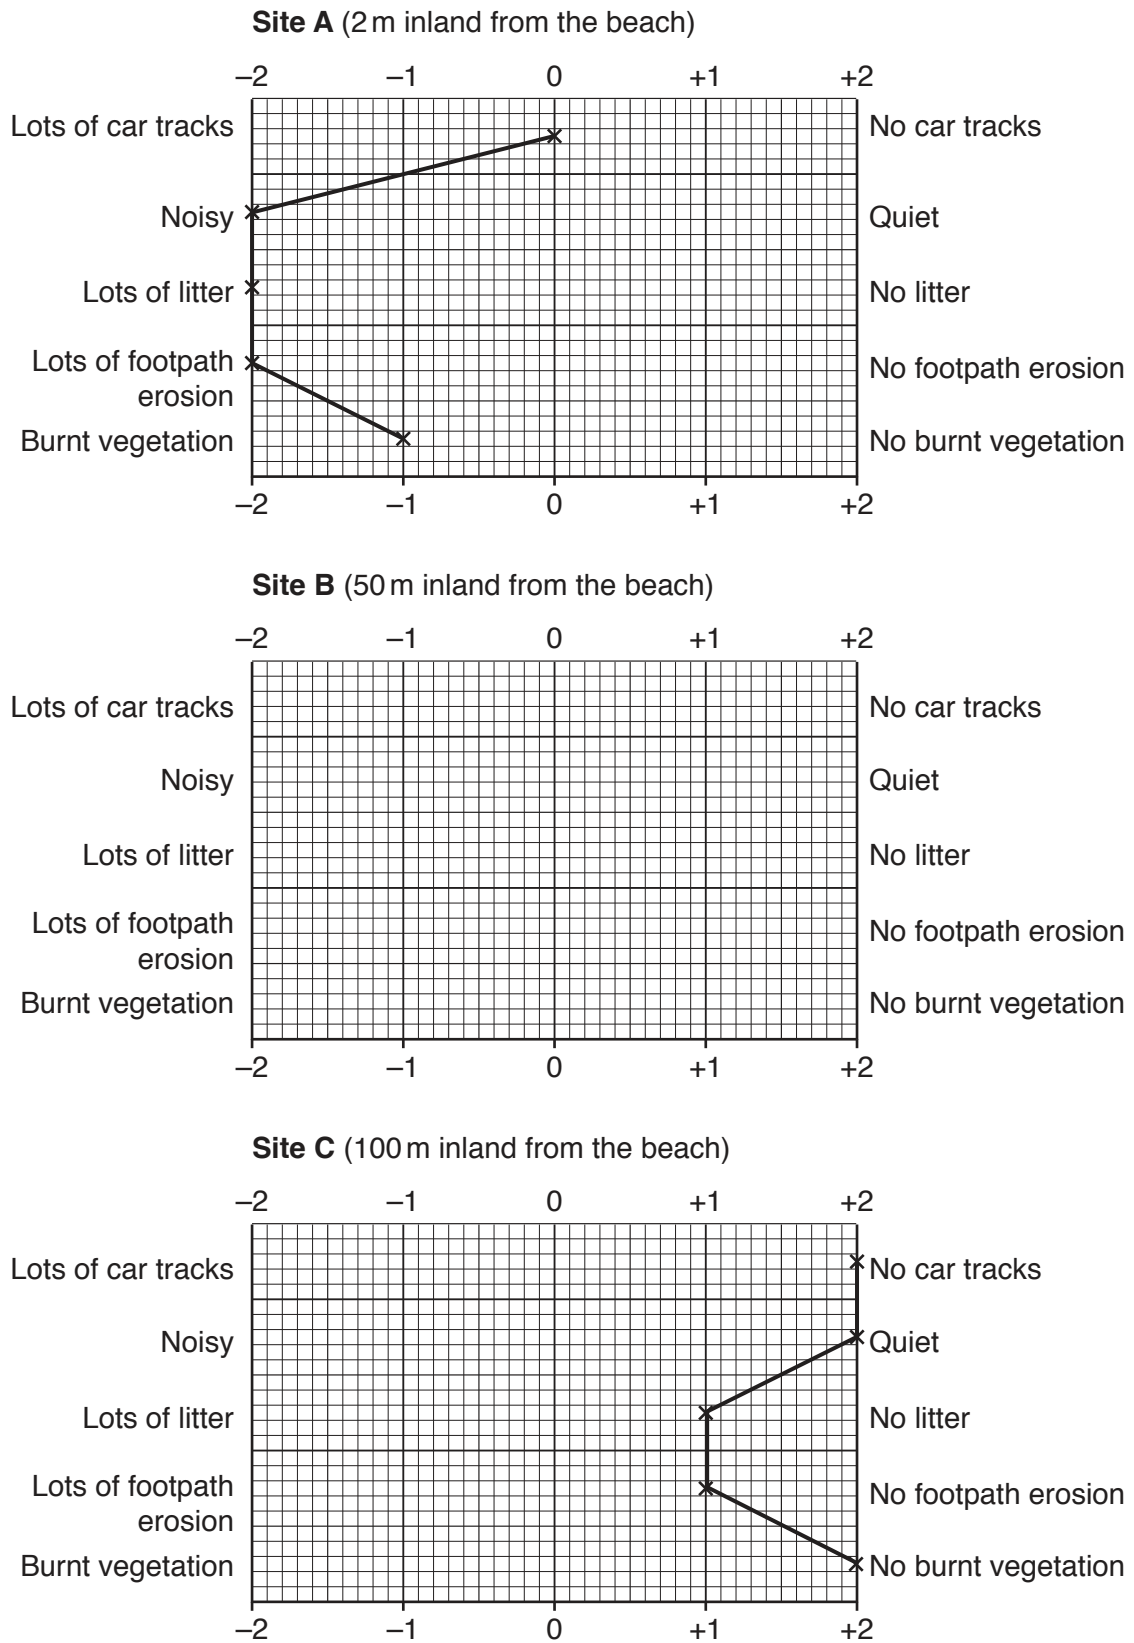 Site A (2 m inland from the beach)
–2 –1 0 +1 +2
Lots of car tracks No car tracks
Noisy Quiet
Lots of litter No litter
Lots of footpath
erosion No footpath erosion
Burnt vegetation No burnt vegetation
–2 –1 0 +1 +2
Site B (50 m inland from the beach)
–2 –1 0 +1 +2
Lots of car tracks No car tracks
Noisy Quiet
Lots of litter No litter
Lots of footpath
erosion No footpath erosion
Burnt vegetation No burnt vegetation
–2 –1 0 +1 +2
Site C (100 m inland from the beach)
–2 –1 0 +1 +2
Lots of car tracks No car tracks
Noisy Quiet
Lots of litter No litter
Lots of footpath
erosion No footpath erosion
Burnt vegetation No burnt vegetation
–2 –1 0 +1 +2